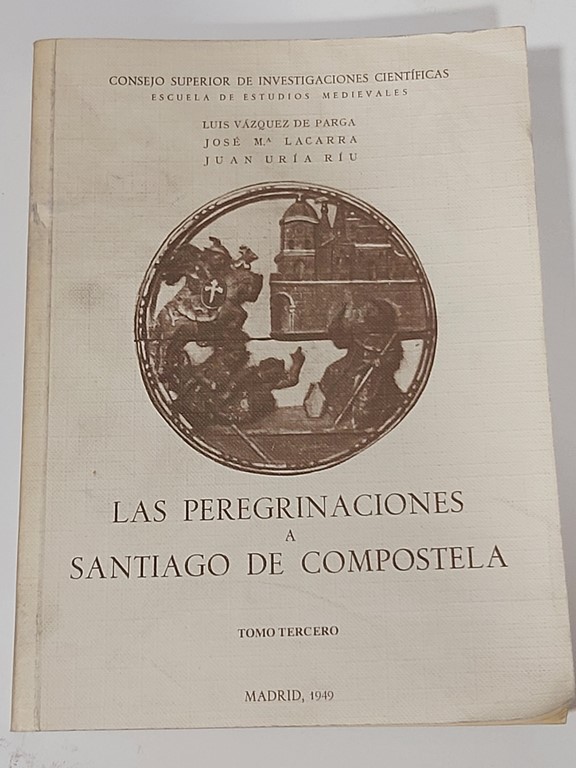 CONSEJO SUPERIOR DE INVESTIGACIONES CIENTÍFICAS
ESCUELA DE ESTUDIOS MEDIEVALES
LUIS VÁZQUEZ DE PARGA
JOSÉ M.ª LACARRA
JUAN URÍA RÍU
LAS PEREGRINACIONES
A
SANTIAGO DE COMPOSTELA
TOMO TERCERO
MADRID, 1949